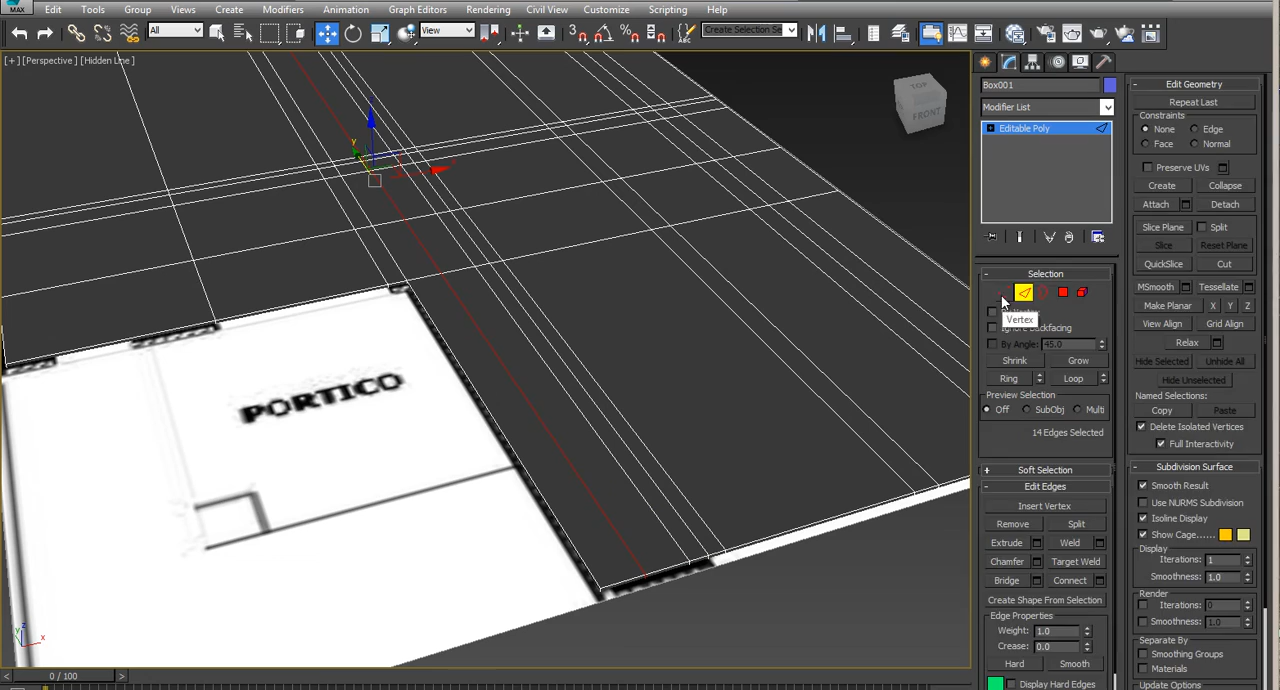 MAX
Edit Tools Group Views Create Modifiers Animation Graph Editors Rendering Civil View Customize Scripting Help
All
View
Create Selection Se
[+] [Perspective] [Hidden Line]
TOP
FRONT
PORTICO
z
y
x
0 / 100
Box001
Modifier List
Editable Poly
Selection
Vertex
Ignore Backfacing
By Angle: 45.0
Shrink Grow
Ring Loop
Preview Selection
Off SubObj Multi
14 Edges Selected
Soft Selection
Edit Edges
Insert Vertex
Remove Split
Extrude Weld
Chamfer Target Weld
Bridge Connect
Create Shape From Selection
Edge Properties
Weight: 1.0
Crease: 0.0
Hard Smooth
Display Hard Edges
Edit Geometry
Repeat Last
Constraints
None Edge
Face Normal
Preserve UVs
Create Collapse
Attach Detach
Slice Plane Split
Slice Reset Plane
QuickSlice Cut
MSmooth Tessellate
Make Planar X Y Z
View Align Grid Align
Relax
Hide Selected Unhide All
Hide Unselected
Named Selections:
Copy Paste
Delete Isolated Vertices
Full Interactivity
Subdivision Surface
Smooth Result
Use NURMS Subdivision
Isoline Display
Show Cage......
Display
Iterations: 1
Smoothness: 1.0
Render
Iterations: 0
Smoothness: 1.0
Separate By
Smoothing Groups
Materials
Update Options